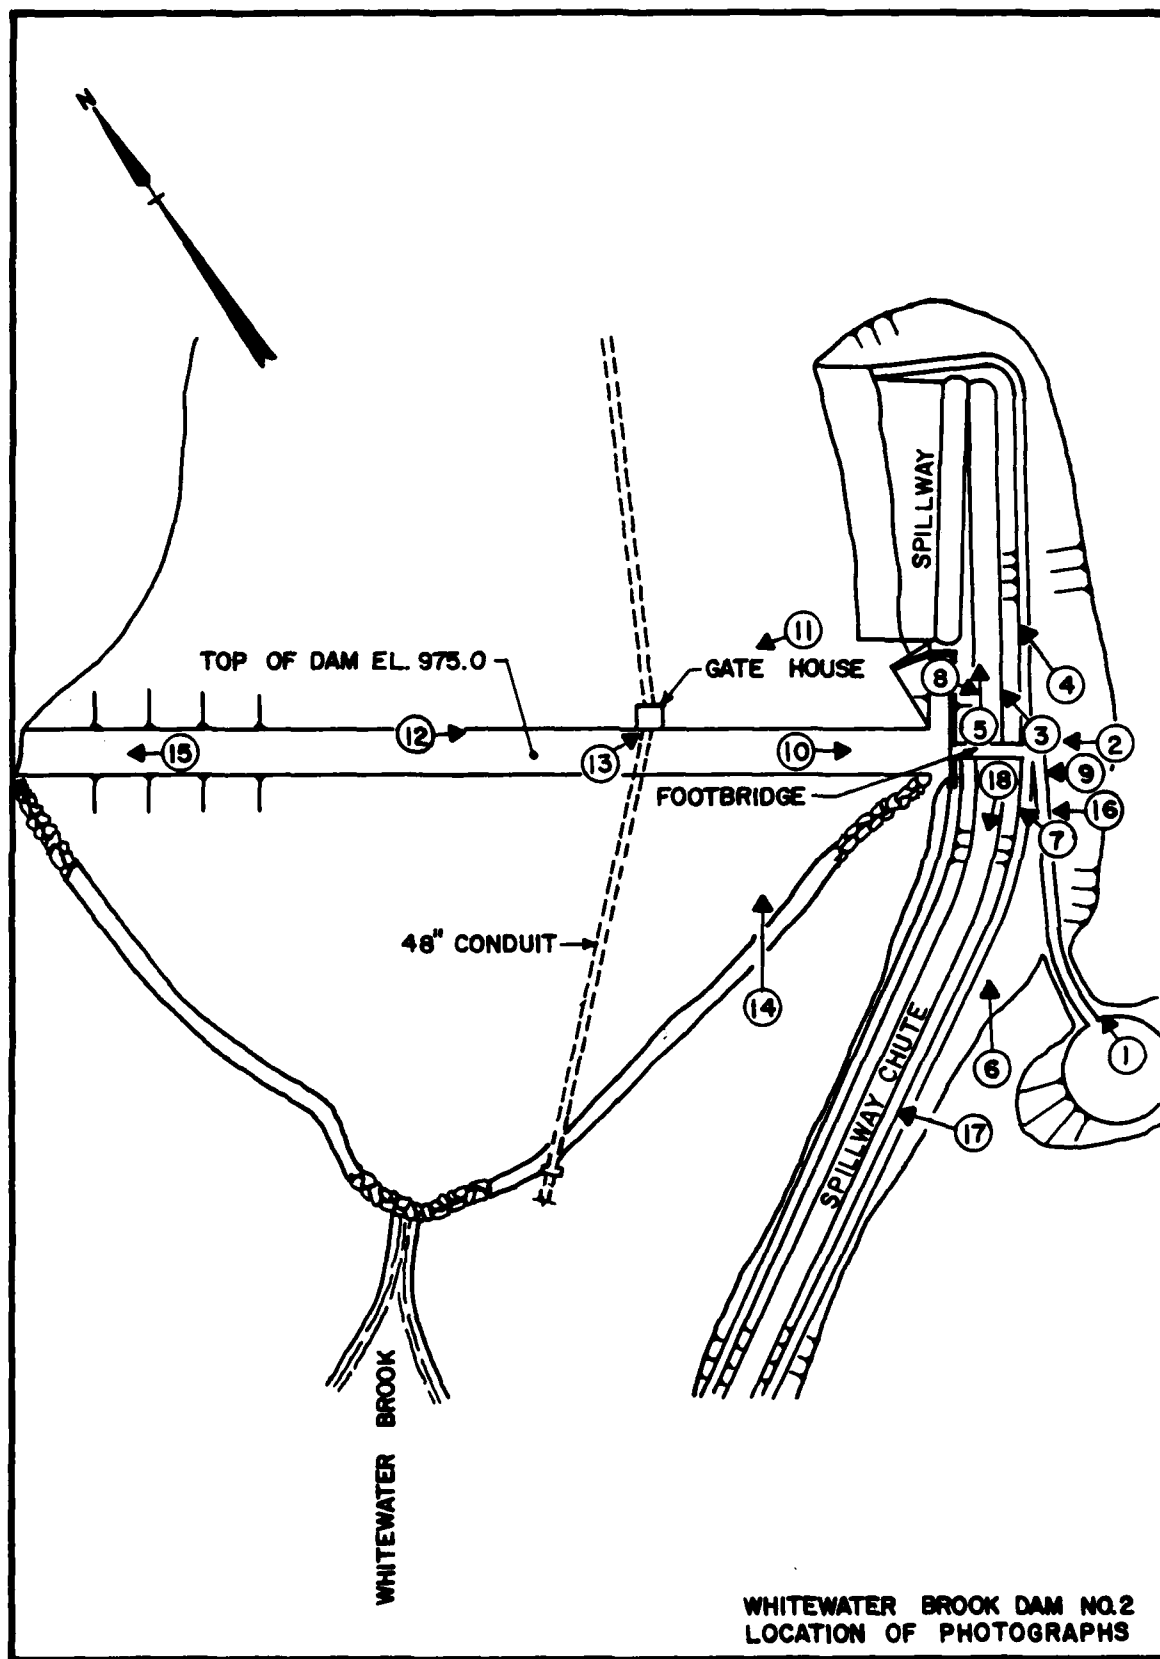 N
SPILLWAY
11
TOP OF DAM EL. 975.0
GATE HOUSE
8
4
12
15
13
10
5
3
2
FOOTBRIDGE
18
9
16
7
48" CONDUIT
14
SPILLWAY CHUTE
6
1
17
WHITEWATER BROOK
WHITEWATER BROOK DAM NO.2
LOCATION OF PHOTOGRAPHS